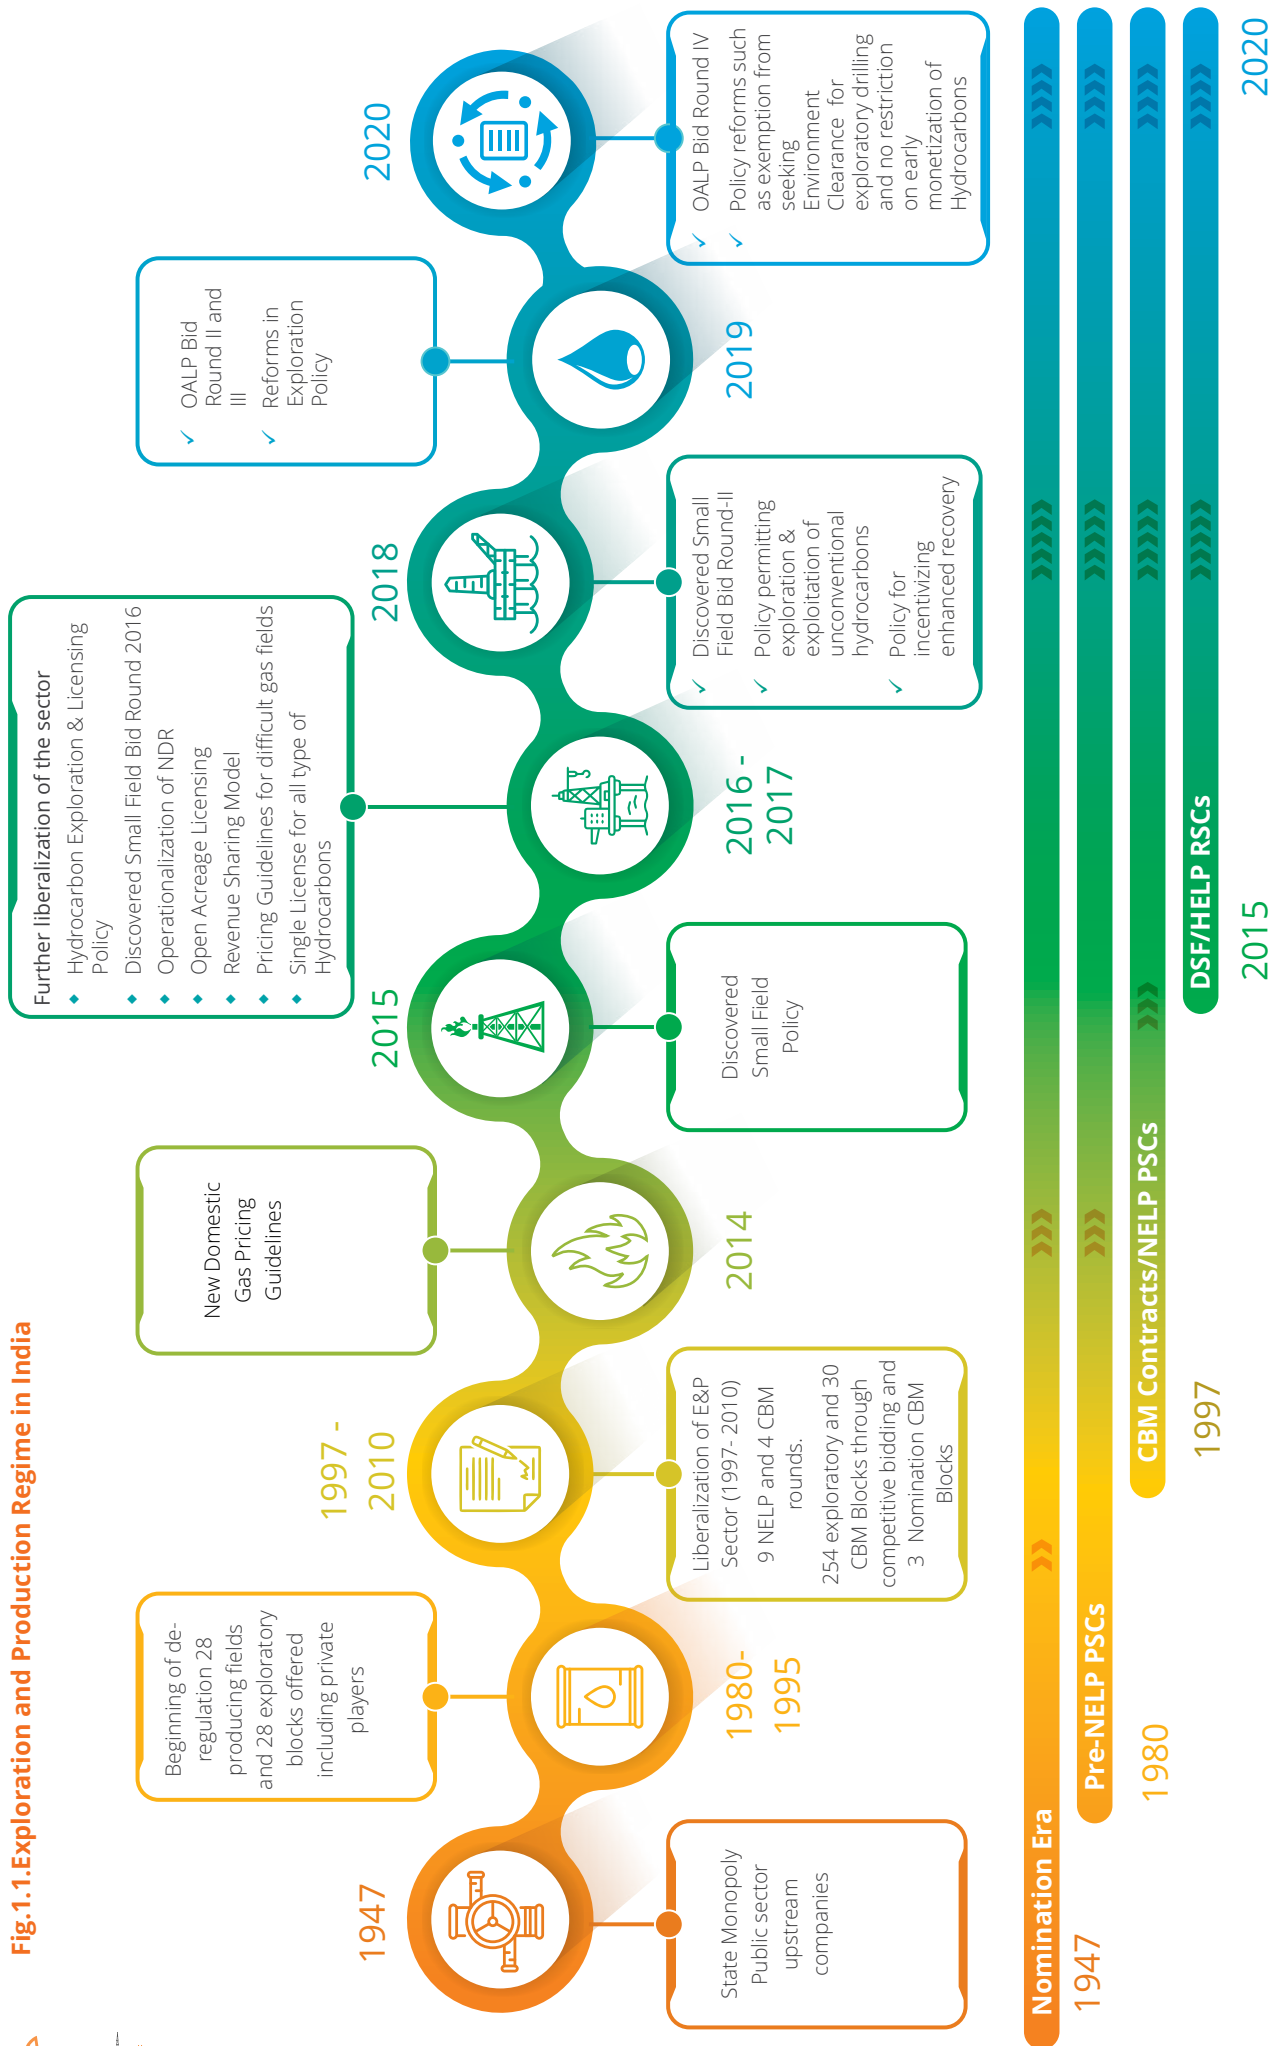 Fig.1.1.Exploration and Production Regime in India
1947
State Monopoly
Public sector
upstream
companies
Beginning of de-
regulation 28
producing fields
and 28 exploratory
blocks offered
including private
players
1980-
1995
1997 -
2010
Liberalization of E&P
Sector (1997- 2010)
9 NELP and 4 CBM
rounds.
254 exploratory and 30
CBM Blocks through
competitive bidding and
3 Nomination CBM
Blocks
New Domestic
Gas Pricing
Guidelines
2014
2015
Discovered
Small Field
Policy
Further liberalization of the sector
Hydrocarbon Exploration & Licensing
Policy
Discovered Small Field Bid Round 2016
Operationalization of NDR
Open Acreage Licensing
Revenue Sharing Model
Pricing Guidelines for difficult gas fields
Single License for all type of
Hydrocarbons
2016 -
2017
2018
Discovered Small
Field Bid Round-II
Policy permitting
exploration &
exploitation of
unconventional
hydrocarbons
Policy for
incentivizing
enhanced recovery
OALP Bid
Round II and
III
Reforms in
Exploration
Policy
2019
2020
OALP Bid Round IV
Policy reforms such
as exemption from
seeking
Environment
Clearance for
exploratory drilling
and no restriction
on early
monetization of
Hydrocarbons
Nomination Era
1947
Pre-NELP PSCs
1980
CBM Contracts/NELP PSCs
1997
DSF/HELP RSCs
2015
2020